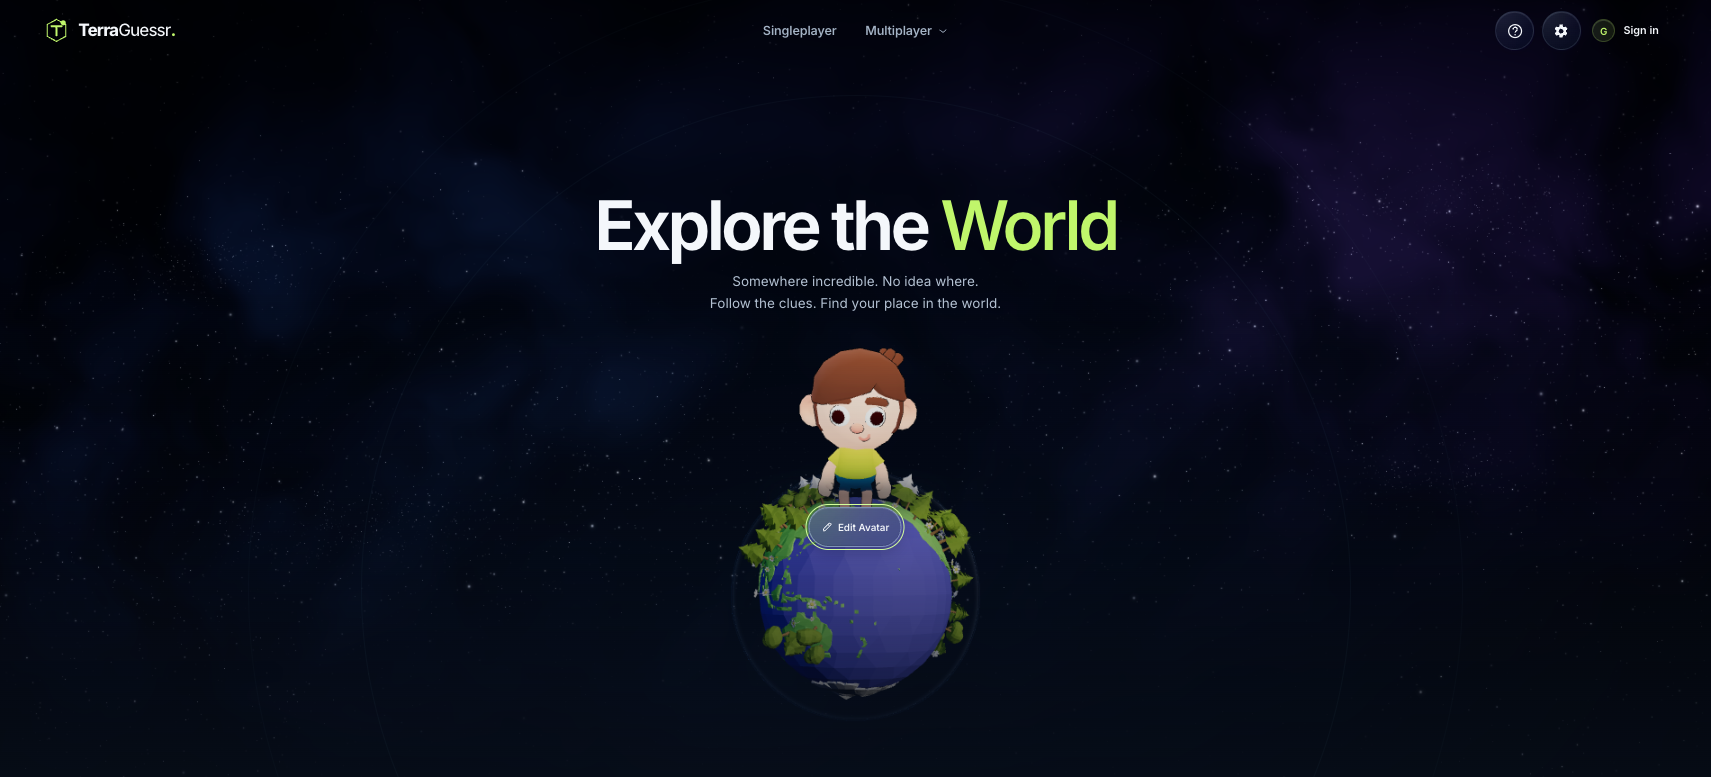 TerraGuessr.
Singleplayer
Multiplayer
G
Sign in
Explore the World
Somewhere incredible. No idea where.
Follow the clues. Find your place in the world.
Edit Avatar